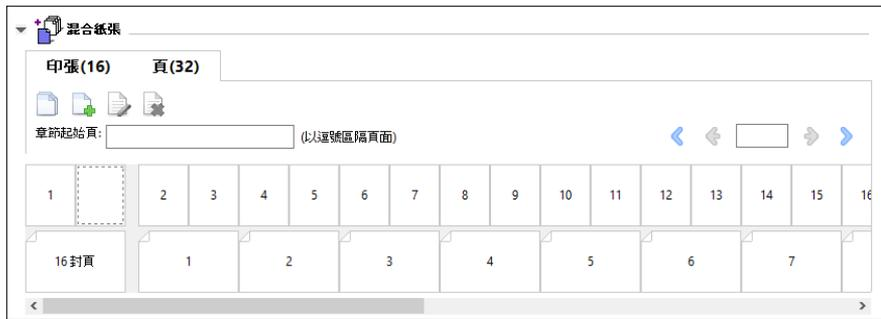 混合紙張
印張(16) 頁(32)
章節起始頁: (以逗號區隔頁面)
1 2 3 4 5 6 7 8 9 10 11 12 13 14 15 16
16 封頁 1 2 3 4 5 6 7